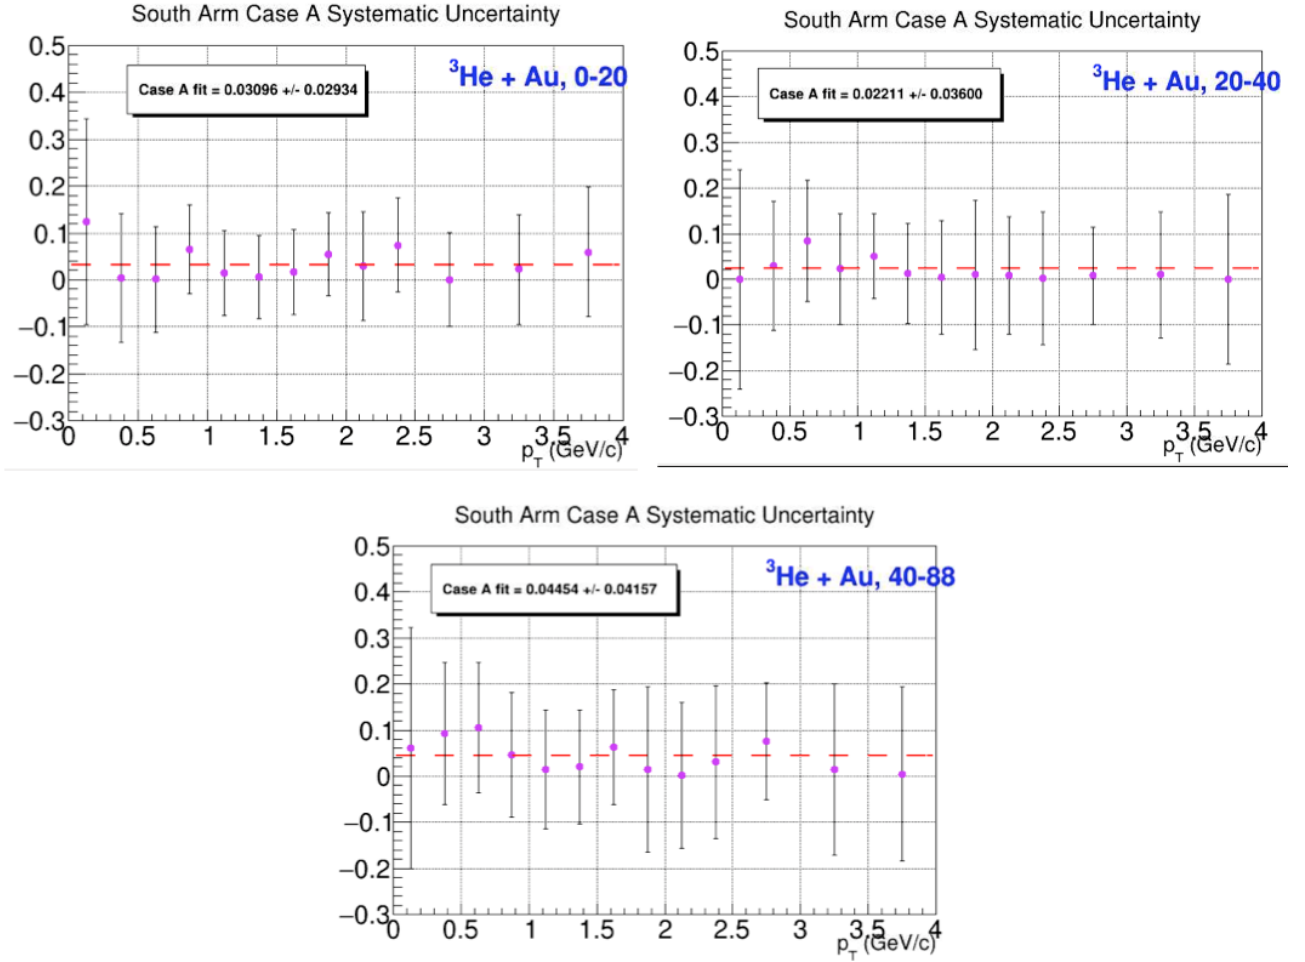 South Arm Case A Systematic Uncertainty
³He + Au, 0-20
Case A fit = 0.03096 +/- 0.02934
0.5
0.4
0.3
0.2
0.1
0
−0.1
−0.2
−0.3
0 0.5 1 1.5 2 2.5 3 3.5 4
p_T (GeV/c)
South Arm Case A Systematic Uncertainty
³He + Au, 20-40
Case A fit = 0.02211 +/- 0.03600
0.5
0.4
0.3
0.2
0.1
0
−0.1
−0.2
−0.3
0 0.5 1 1.5 2 2.5 3 3.5 4
p_T (GeV/c)
South Arm Case A Systematic Uncertainty
³He + Au, 40-88
Case A fit = 0.04454 +/- 0.04157
0.5
0.4
0.3
0.2
0.1
0
−0.1
−0.2
−0.3
0 0.5 1 1.5 2 2.5 3 3.5 4
p_T (GeV/c)